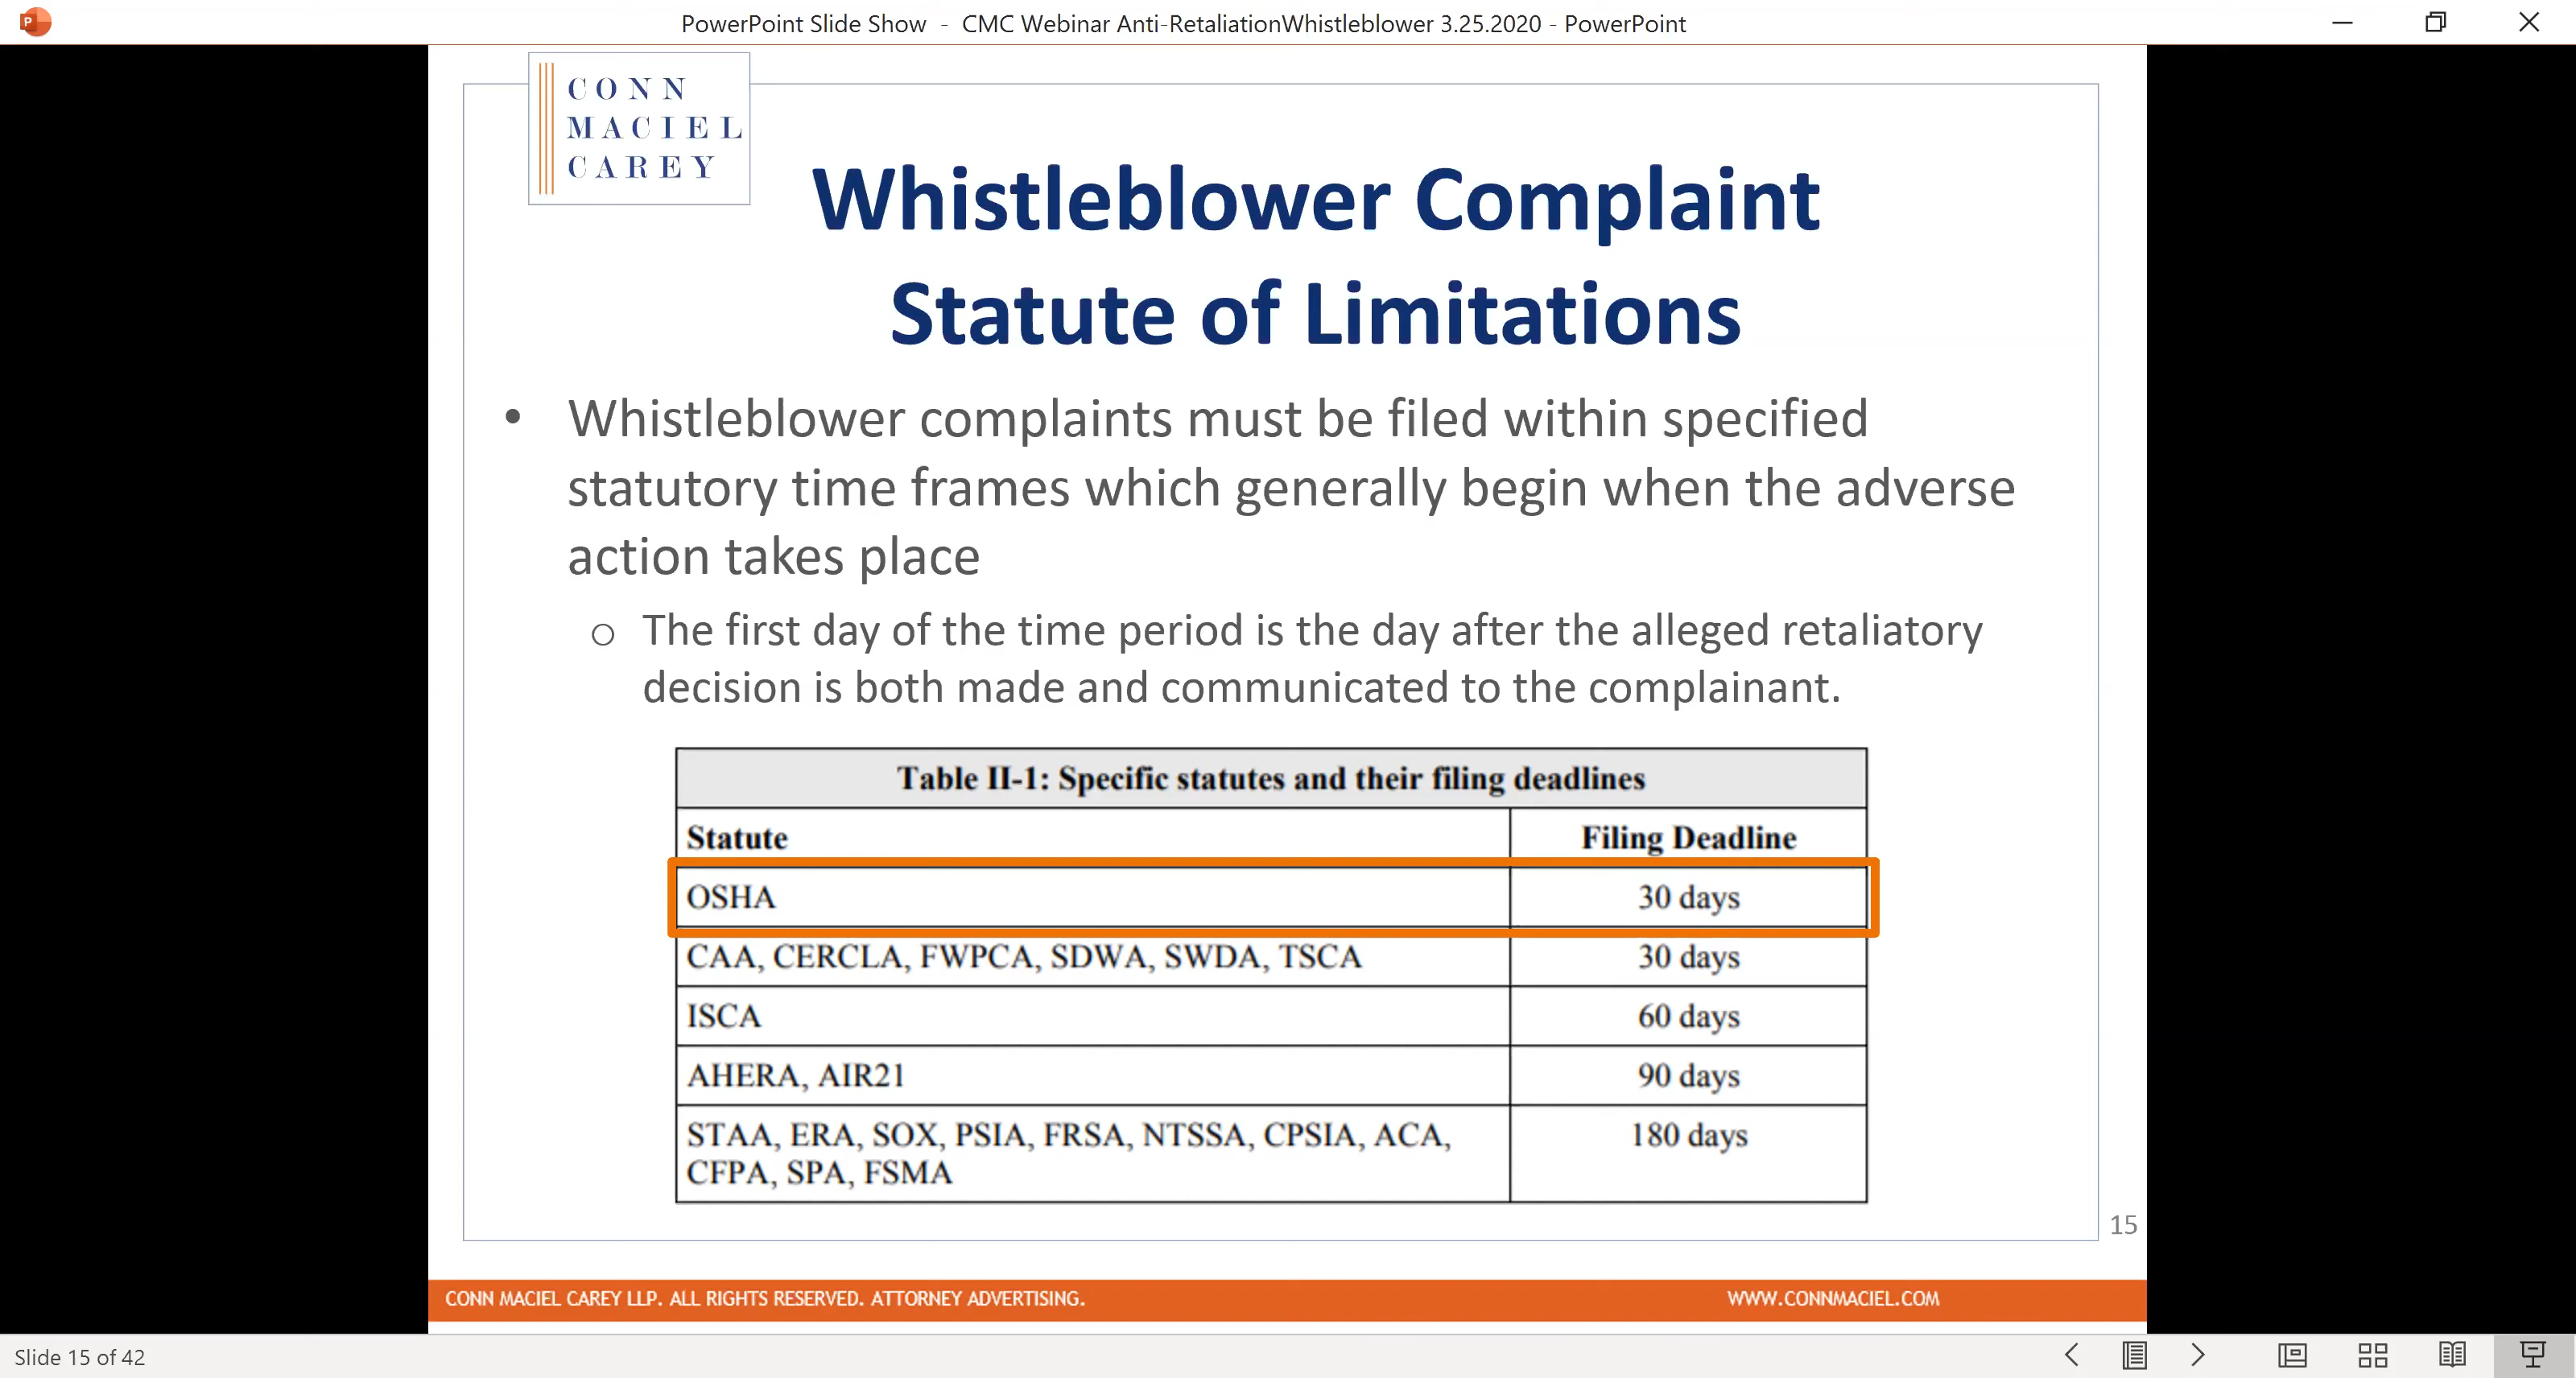 PowerPoint Slide Show - CMC Webinar Anti-RetaliationWhistleblower 3.25.2020 - PowerPoint
CONN
MACIEL
CAREY
Whistleblower Complaint
Statute of Limitations
• Whistleblower complaints must be filed within specified
statutory time frames which generally begin when the adverse
action takes place
o The first day of the time period is the day after the alleged retaliatory
decision is both made and communicated to the complainant.
Table II-1: Specific statutes and their filing deadlines
Statute Filing Deadline
OSHA 30 days
CAA, CERCLA, FWPCA, SDWA, SWDA, TSCA 30 days
ISCA 60 days
AHERA, AIR21 90 days
STAA, ERA, SOX, PSIA, FRSA, NTSSA, CPSIA, ACA, 180 days
CFPA, SPA, FSMA
15
CONN MACIEL CAREY LLP. ALL RIGHTS RESERVED. ATTORNEY ADVERTISING. WWW.CONNMACIEL.COM
Slide 15 of 42